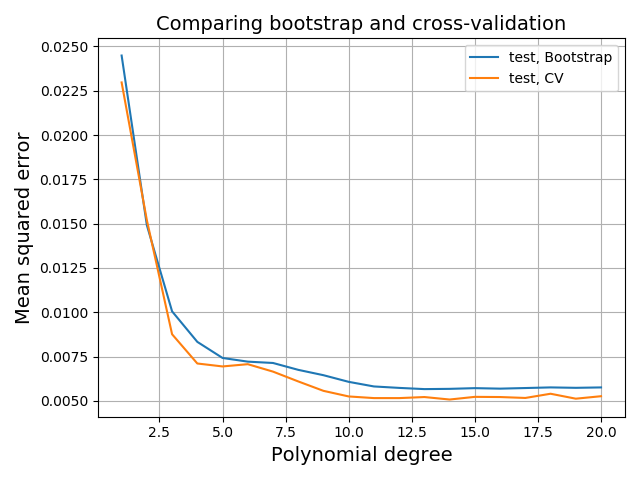 Comparing bootstrap and cross-validation
0.0250
0.0225
0.0200
0.0175
0.0150
0.0125
0.0100
0.0075
0.0050
Mean squared error
test, Bootstrap
test, CV
2.5 5.0 7.5 10.0 12.5 15.0 17.5 20.0
Polynomial degree